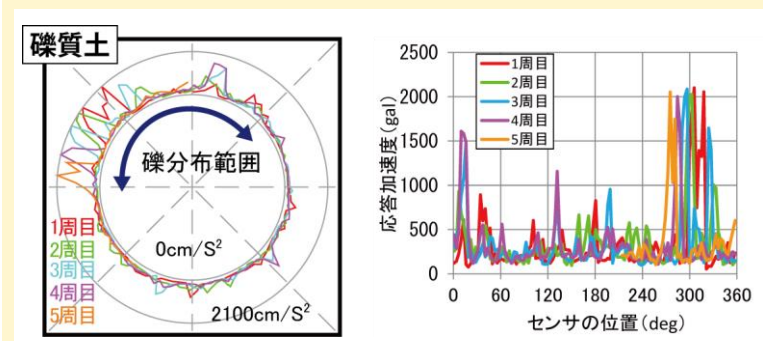 礫質土
礫分布範囲
0cm/S²
2100cm/S²
1周目
2周目
3周目
4周目
5周目
応答加速度(gal)
2500
2000
1500
1000
500
0
1周目
2周目
3周目
4周目
5周目
0 60 120 180 240 300 360
センサの位置(deg)